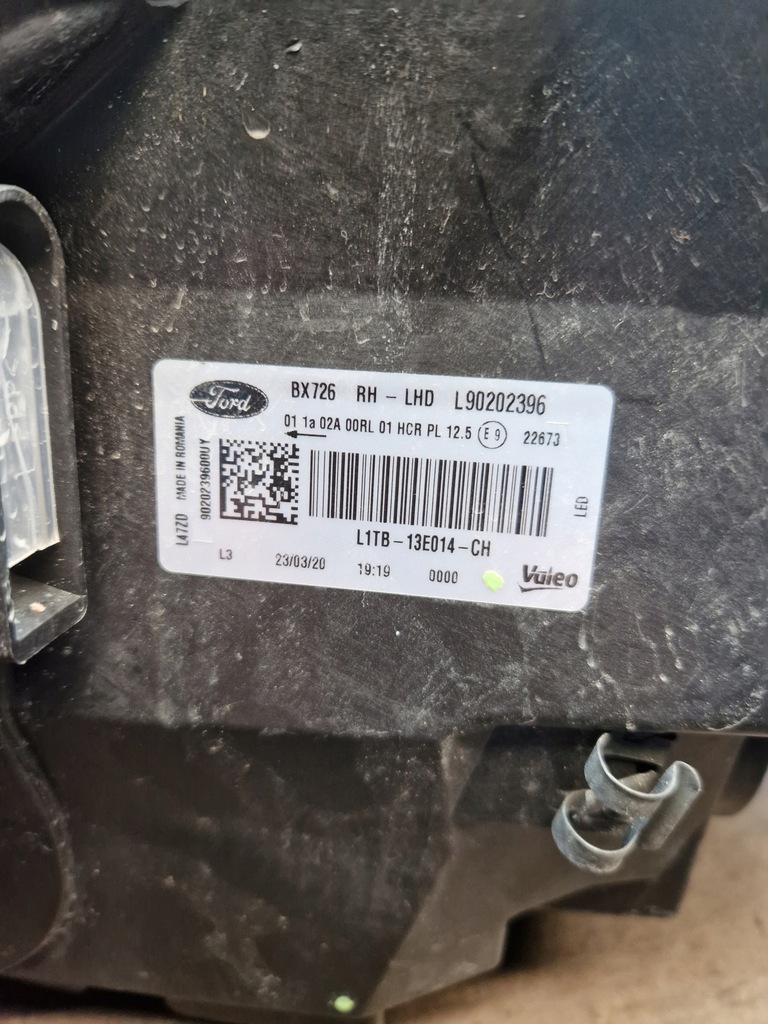 Ford BX726 RH - LHD L90202396
01 1a 02A 00RL 01 HCR PL 12.5 E9 22673
L47ZD MADE IN ROMANIA
9020239600UY
LED
L1TB-13E014-CH
L3 23/03/20 19:19 0000 Valeo